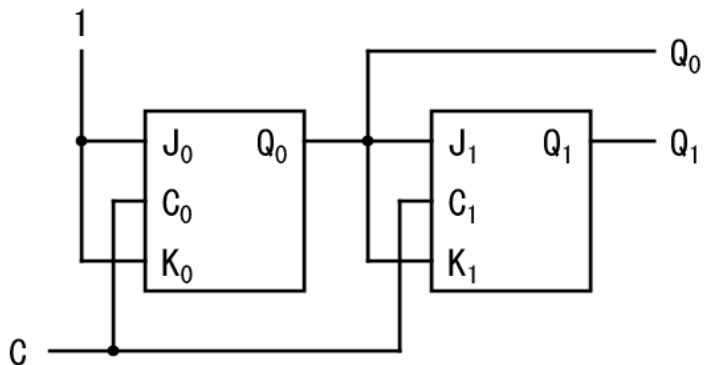 1
Q₀
J₀ Q₀ J₁ Q₁ Q₁
C₀ C₁
K₀ K₁
C